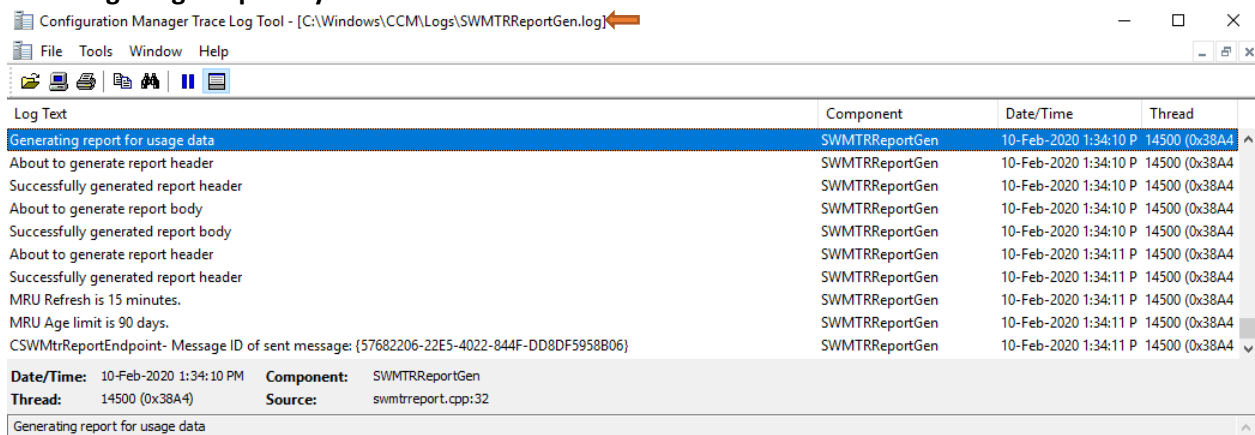 Configuration Manager Trace Log Tool - [C:\Windows\CCM\Logs\SWMTRReportGen.log]
File Tools Window Help
Log Text Component Date/Time Thread
Generating report for usage data SWMTRReportGen 10-Feb-2020 1:34:10 P 14500 (0x38A4
About to generate report header SWMTRReportGen 10-Feb-2020 1:34:10 P 14500 (0x38A4
Successfully generated report header SWMTRReportGen 10-Feb-2020 1:34:10 P 14500 (0x38A4
About to generate report body SWMTRReportGen 10-Feb-2020 1:34:10 P 14500 (0x38A4
Successfully generated report body SWMTRReportGen 10-Feb-2020 1:34:10 P 14500 (0x38A4
About to generate report header SWMTRReportGen 10-Feb-2020 1:34:11 P 14500 (0x38A4
Successfully generated report header SWMTRReportGen 10-Feb-2020 1:34:11 P 14500 (0x38A4
MRU Refresh is 15 minutes. SWMTRReportGen 10-Feb-2020 1:34:11 P 14500 (0x38A4
MRU Age limit is 90 days. SWMTRReportGen 10-Feb-2020 1:34:11 P 14500 (0x38A4
CSWMtrReportEndpoint- Message ID of sent message: {57682206-22E5-4022-844F-DD8DF5958B06} SWMTRReportGen 10-Feb-2020 1:34:11 P 14500 (0x38A4
Date/Time: 10-Feb-2020 1:34:10 PM Component: SWMTRReportGen
Thread: 14500 (0x38A4) Source: swmtrreport.cpp:32
Generating report for usage data